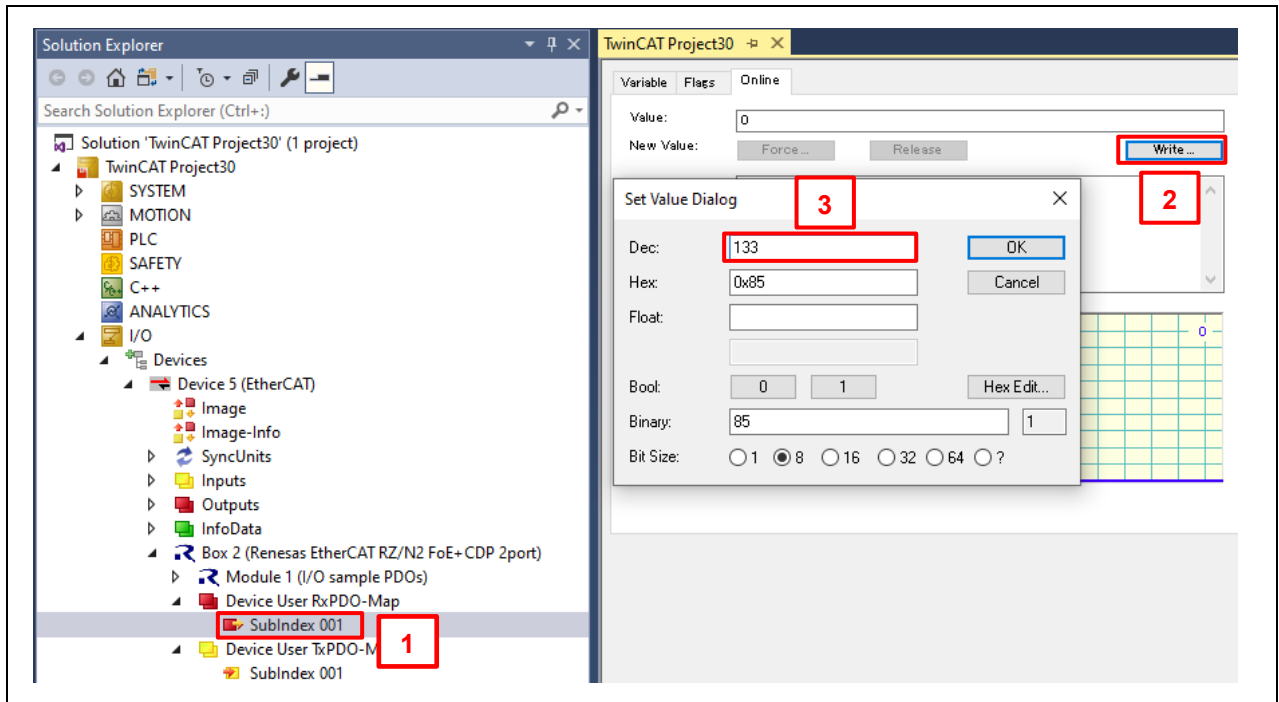 Solution Explorer
Search Solution Explorer (Ctrl+:)
Solution 'TwinCAT Project30' (1 project)
TwinCAT Project30
SYSTEM
MOTION
PLC
SAFETY
C++
ANALYTICS
I/O
Devices
Device 5 (EtherCAT)
Image
Image-Info
SyncUnits
Inputs
Outputs
InfoData
Box 2 (Renesas EtherCAT RZ/N2 FoE+CDP 2port)
Module 1 (I/O sample PDOs)
Device User RxPDO-Map
SubIndex 001
1
Device User TxPDO-M
SubIndex 001
TwinCAT Project30
Variable Flags Online
Value: 0
New Value: Force... Release Write...
2
Set Value Dialog
3
Dec: 133 OK
Hex: 0x85 Cancel
Float:
Bool: 0 1 Hex Edit...
Binary: 85 1
Bit Size: 1 8 16 32 64 ?
0